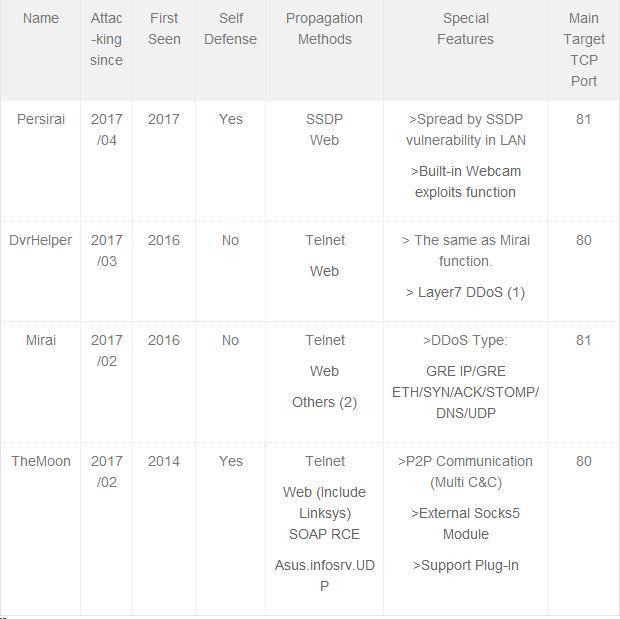 Name
Attac
-king
since
First
Seen
Self
Defense
Propagation
Methods
Special
Features
Main
Target
TCP
Port
Persirai
2017
/04
2017
Yes
SSDP
Web
>Spread by SSDP
vulnerability in LAN
>Built-in Webcam
exploits function
81
DvrHelper
2017
/03
2016
No
Telnet
Web
> The same as Mirai
function.
> Layer7 DDoS (1)
80
Mirai
2017
/02
2016
No
Telnet
Web
Others (2)
>DDoS Type:
GRE IP/GRE
ETH/SYN/ACK/STOMP/
DNS/UDP
81
TheMoon
2017
/02
2014
Yes
Telnet
Web (Include
Linksys)
SOAP RCE
Asus.infosrv.UD
P
>P2P Communication
(Multi C&C)
>External Socks5
Module
>Support Plug-In
80